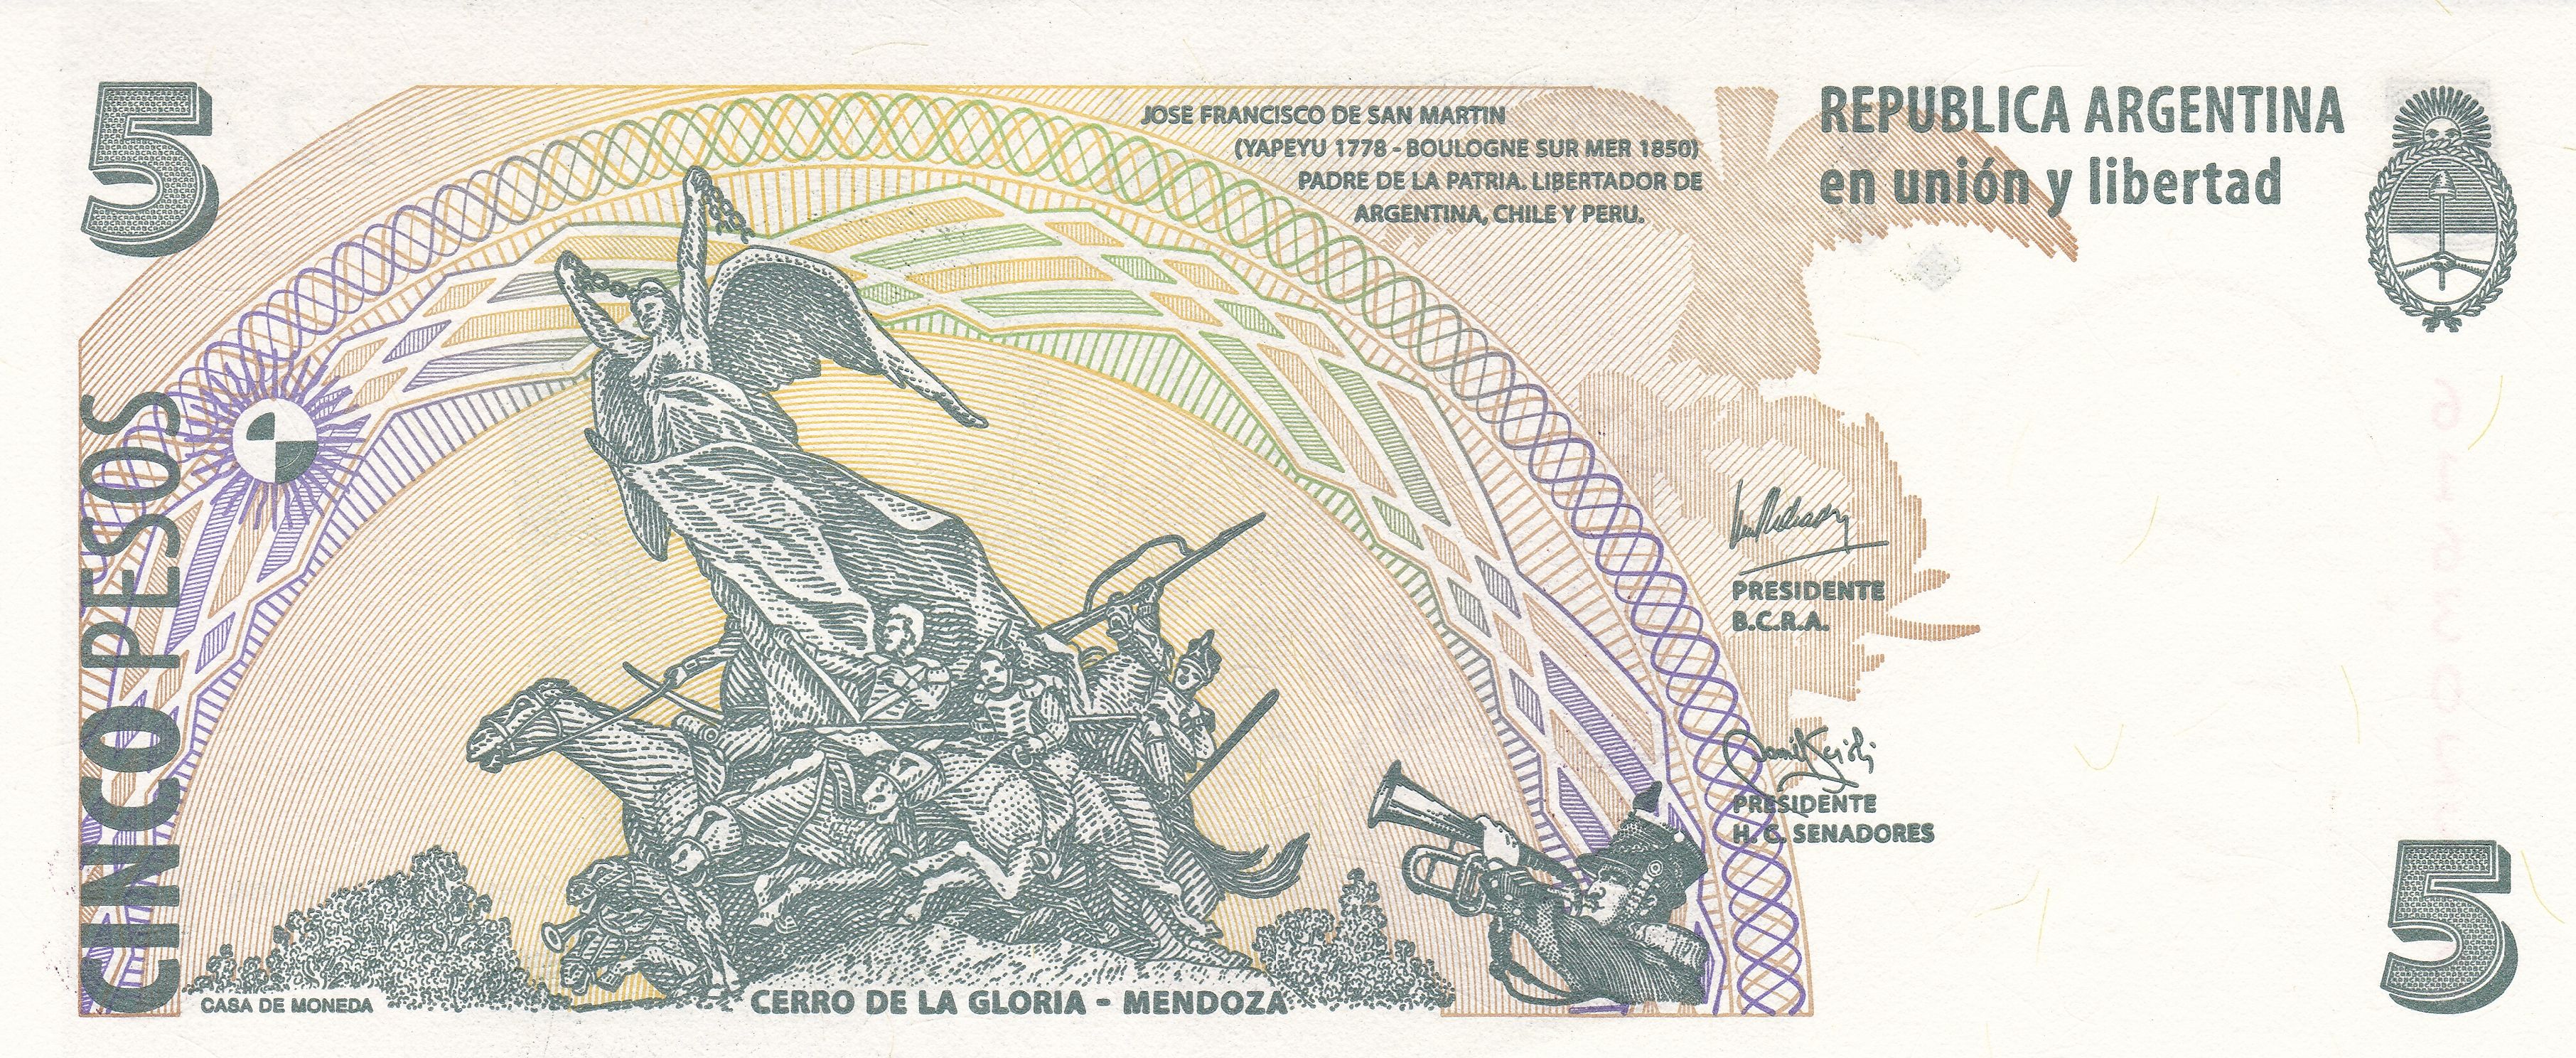 5
JOSE FRANCISCO DE SAN MARTIN
(YAPEYU 1778 - BOULOGNE SUR MER 1850)
PADRE DE LA PATRIA. LIBERTADOR DE
ARGENTINA, CHILE Y PERU.
REPUBLICA ARGENTINA
en unión y libertad
CINCO PESOS
PRESIDENTE
B.C.R.A.
PRESIDENTE
H. C. SENADORES
CASA DE MONEDA
CERRO DE LA GLORIA - MENDOZA
5